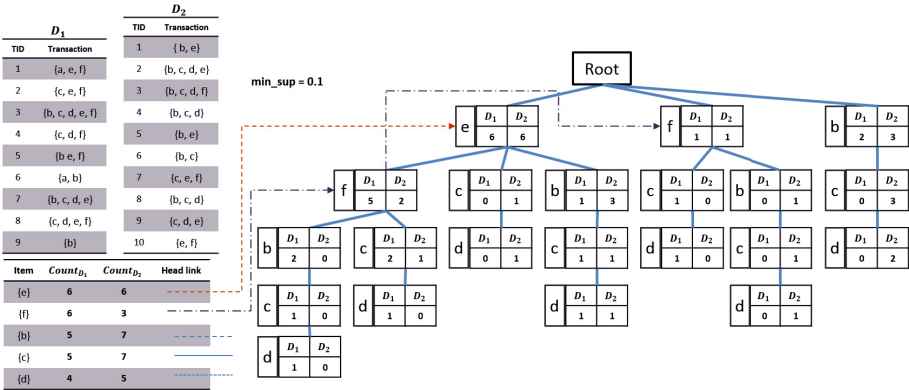 D₁
TID Transaction
1 {a, e, f}
2 {c, e, f}
3 {b, c, d, e, f}
4 {c, d, f}
5 {b e, f}
6 {a, b}
7 {b, c, d, e}
8 {c, d, e, f}
9 {b}
D₂
TID Transaction
1 { b, e}
2 {b, c, d, e}
3 {b, c, d, f}
4 {b, c, d}
5 {b, e}
6 {b, c}
7 {c, e, f}
8 {b, c, d}
9 {c, d, e}
10 {e, f}
Item Count_D₁ Count_D₂ Head link
{e} 6 6
{f} 6 3
{b} 5 7
{c} 5 7
{d} 4 5
min_sup = 0.1
Root
e D₁ D₂ 6 6
f D₁ D₂ 1 1
b D₁ D₂ 2 3
f D₁ D₂ 5 2
c D₁ D₂ 0 1
b D₁ D₂ 1 3
c D₁ D₂ 1 0
b D₁ D₂ 0 1
c D₁ D₂ 0 3
b D₁ D₂ 2 0
c D₁ D₂ 2 1
d D₁ D₂ 0 1
c D₁ D₂ 1 1
d D₁ D₂ 1 0
c D₁ D₂ 0 1
d D₁ D₂ 0 2
c D₁ D₂ 1 0
d D₁ D₂ 1 0
d D₁ D₂ 1 1
d D₁ D₂ 0 1
d D₁ D₂ 1 0